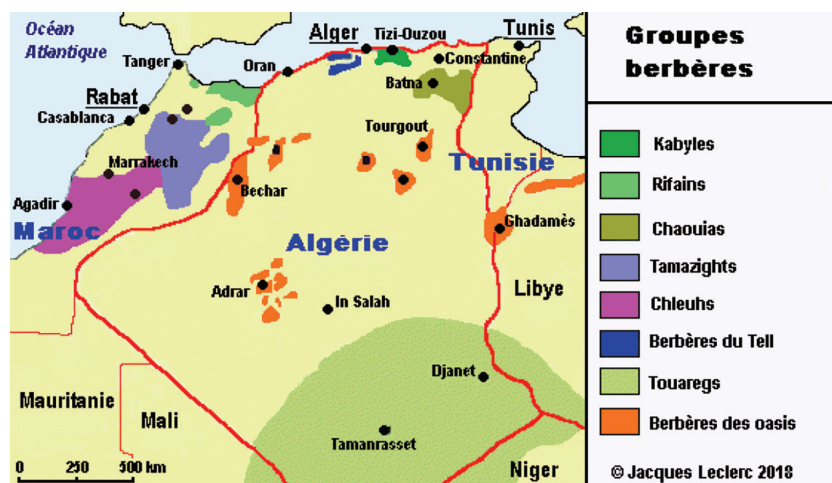 Océan
Atlantique
Tanger
Rabat
Casablanca
Marrakech
Agadir
Maroc
Oran
Alger
Tizi-Ouzou
Tunis
Constantine
Batna
Tourgout
Tunisie
Bechar
Ghadamès
Algérie
Adrar
In Salah
Libye
Djanet
Mauritanie
Mali
Tamanrasset
Niger
0 250 500 km
Groupes
berbères
Kabyles
Rifains
Chaouias
Tamazights
Chleuhs
Berbères du Tell
Touaregs
Berbères des oasis
© Jacques Leclerc 2018